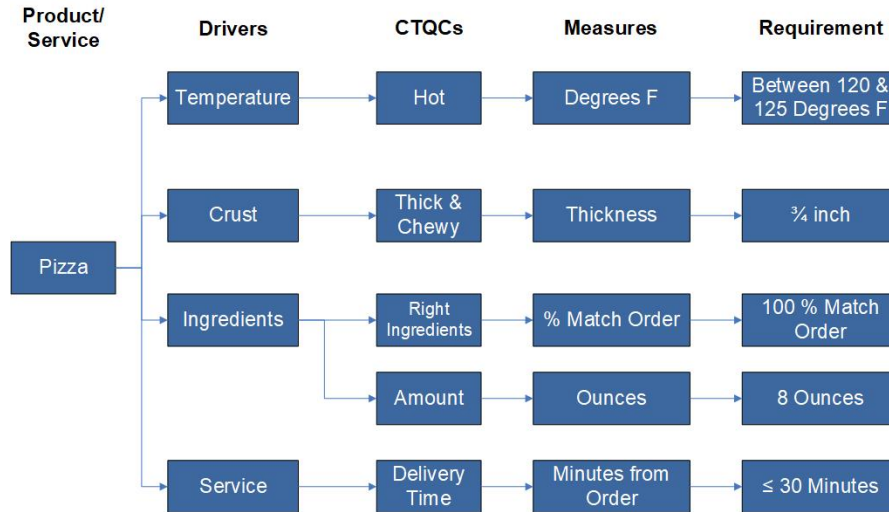 Product/
Service
Drivers
CTQCs
Measures
Requirement
Temperature
Hot
Degrees F
Between 120 &
125 Degrees F
Crust
Thick &
Chewy
Thickness
¾ inch
Pizza
Ingredients
Right
Ingredients
% Match Order
100 % Match
Order
Amount
Ounces
8 Ounces
Service
Delivery
Time
Minutes from
Order
≤ 30 Minutes